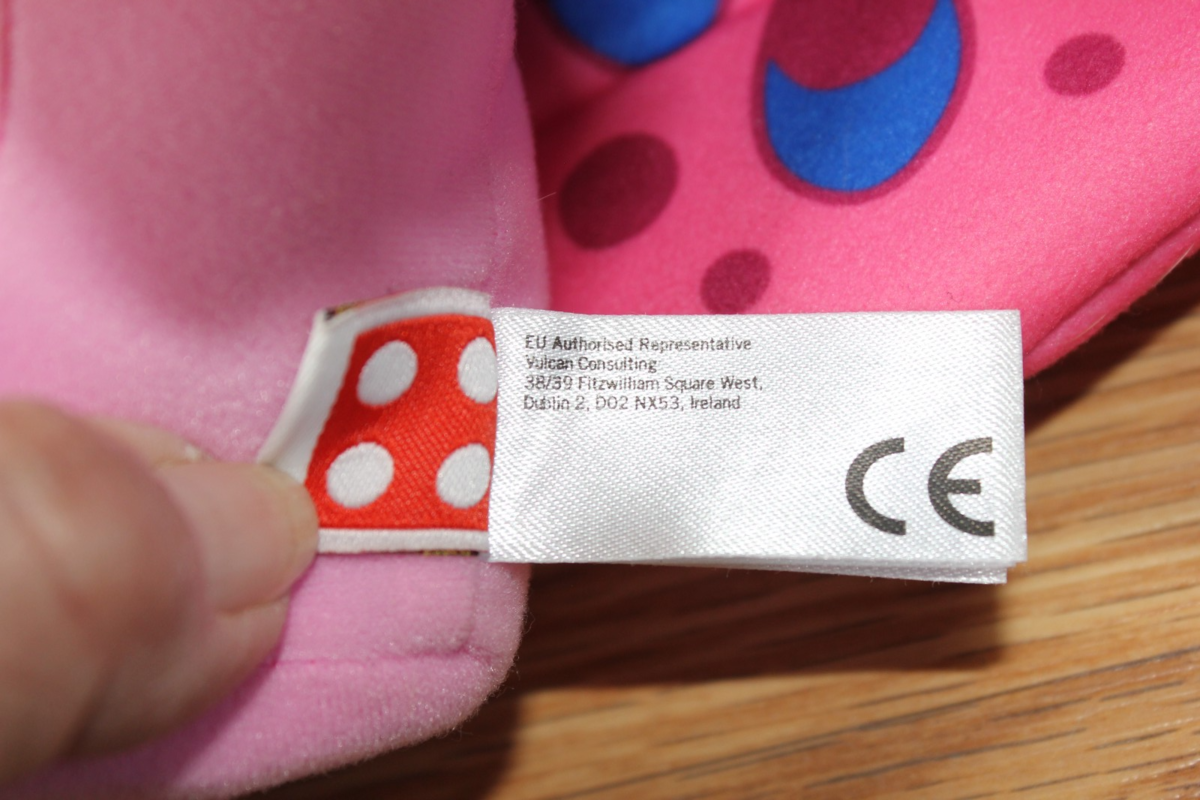 EU Authorised Representative
Vulcan Consulting
38/39 Fitzwilliam Square West,
Dublin 2, D02 NX53, Ireland
CE